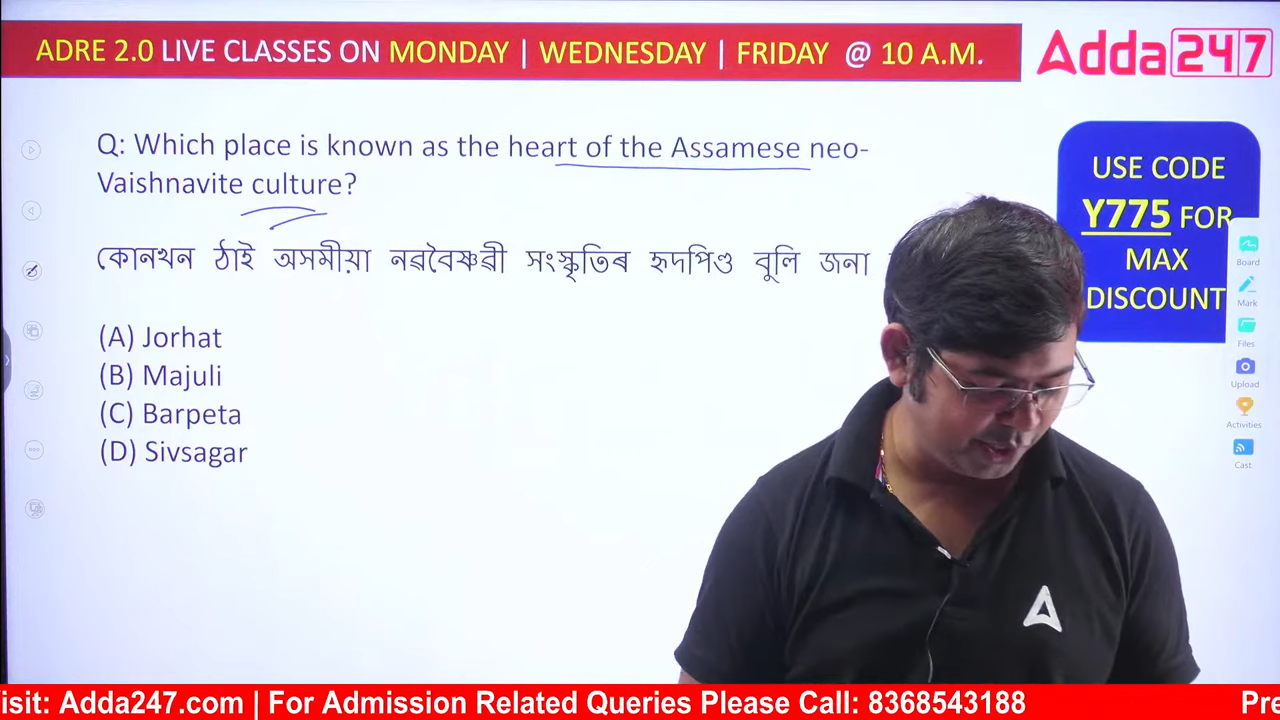 ADRE 2.0 LIVE CLASSES ON MONDAY | WEDNESDAY | FRIDAY @ 10 A.M.
Adda247
Q: Which place is known as the heart of the Assamese neo-
Vaishnavite culture?
USE CODE
Y775 FOR
MAX
DISCOUNT
কোনখন ঠাই অসমীয়া নৱবৈষ্ণৱী সংস্কৃতিৰ হৃদপিণ্ড বুলি জনা
(A) Jorhat
(B) Majuli
(C) Barpeta
(D) Sivsagar
Board
Mark
Files
Upload
Activities
Cast
isit: Adda247.com | For Admission Related Queries Please Call: 8368543188
Pre